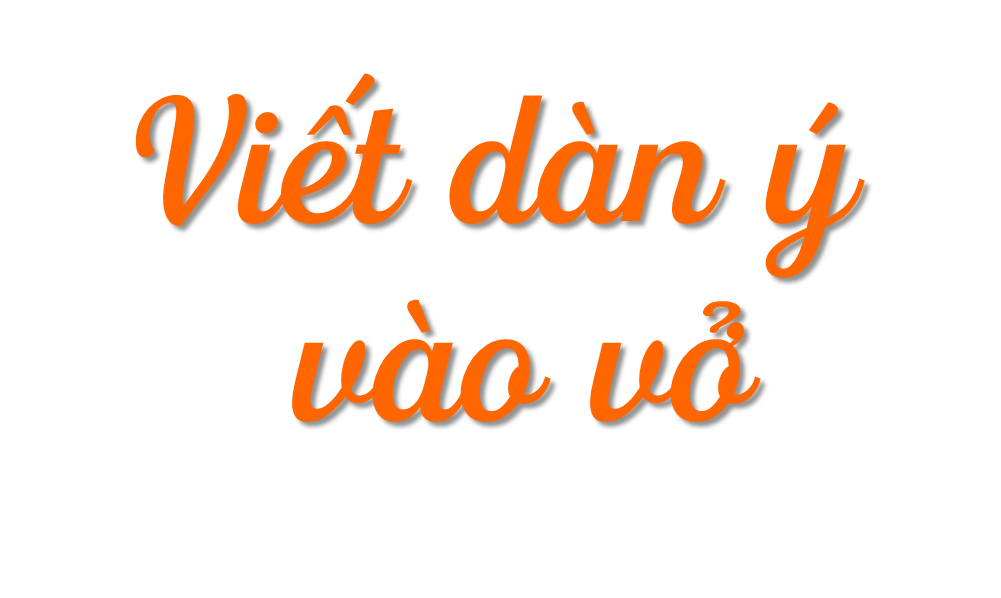 Viết dàn ý
vào vở